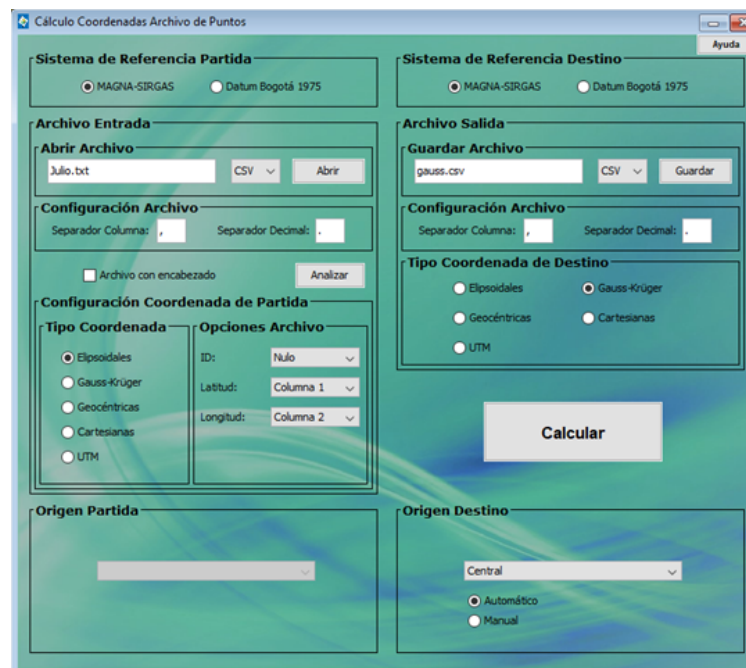 Cálculo Coordenadas Archivo de Puntos
Ayuda
Sistema de Referencia Partida
MAGNA-SIRGAS Datum Bogotá 1975
Archivo Entrada
Abrir Archivo
Julio.txt CSV Abrir
Configuración Archivo
Separador Columna: , Separador Decimal: .
Archivo con encabezado Analizar
Configuración Coordenada de Partida
Tipo Coordenada
Elipsoidales
Gauss-Krüger
Geocéntricas
Cartesianas
UTM
Opciones Archivo
ID: Nulo
Latitud: Columna 1
Longitud: Columna 2
Origen Partida
Sistema de Referencia Destino
MAGNA-SIRGAS Datum Bogotá 1975
Archivo Salida
Guardar Archivo
gauss.csv CSV Guardar
Configuración Archivo
Separador Columna: , Separador Decimal: .
Tipo Coordenada de Destino
Elipsoidales Gauss-Krüger
Geocéntricas Cartesianas
UTM
Calcular
Origen Destino
Central
Automático
Manual